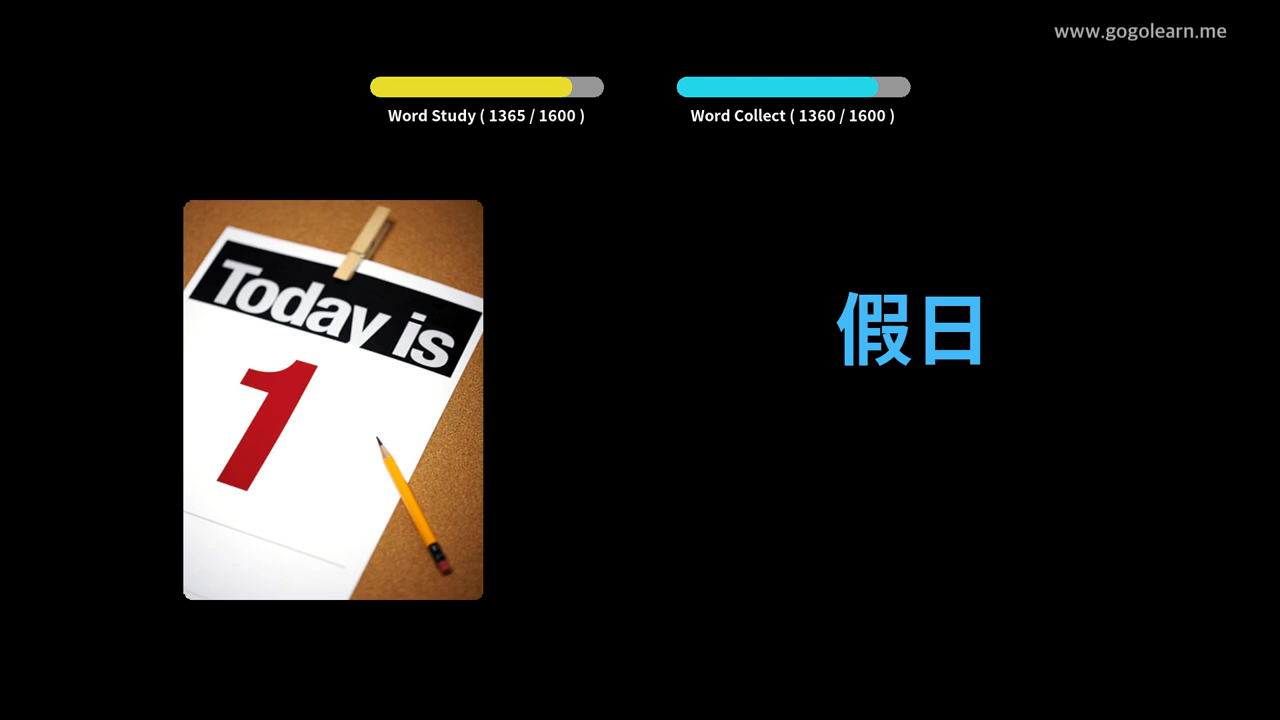 www.gogolearn.me
Word Study ( 1365 / 1600 )
Word Collect ( 1360 / 1600 )
Today is
1
假日